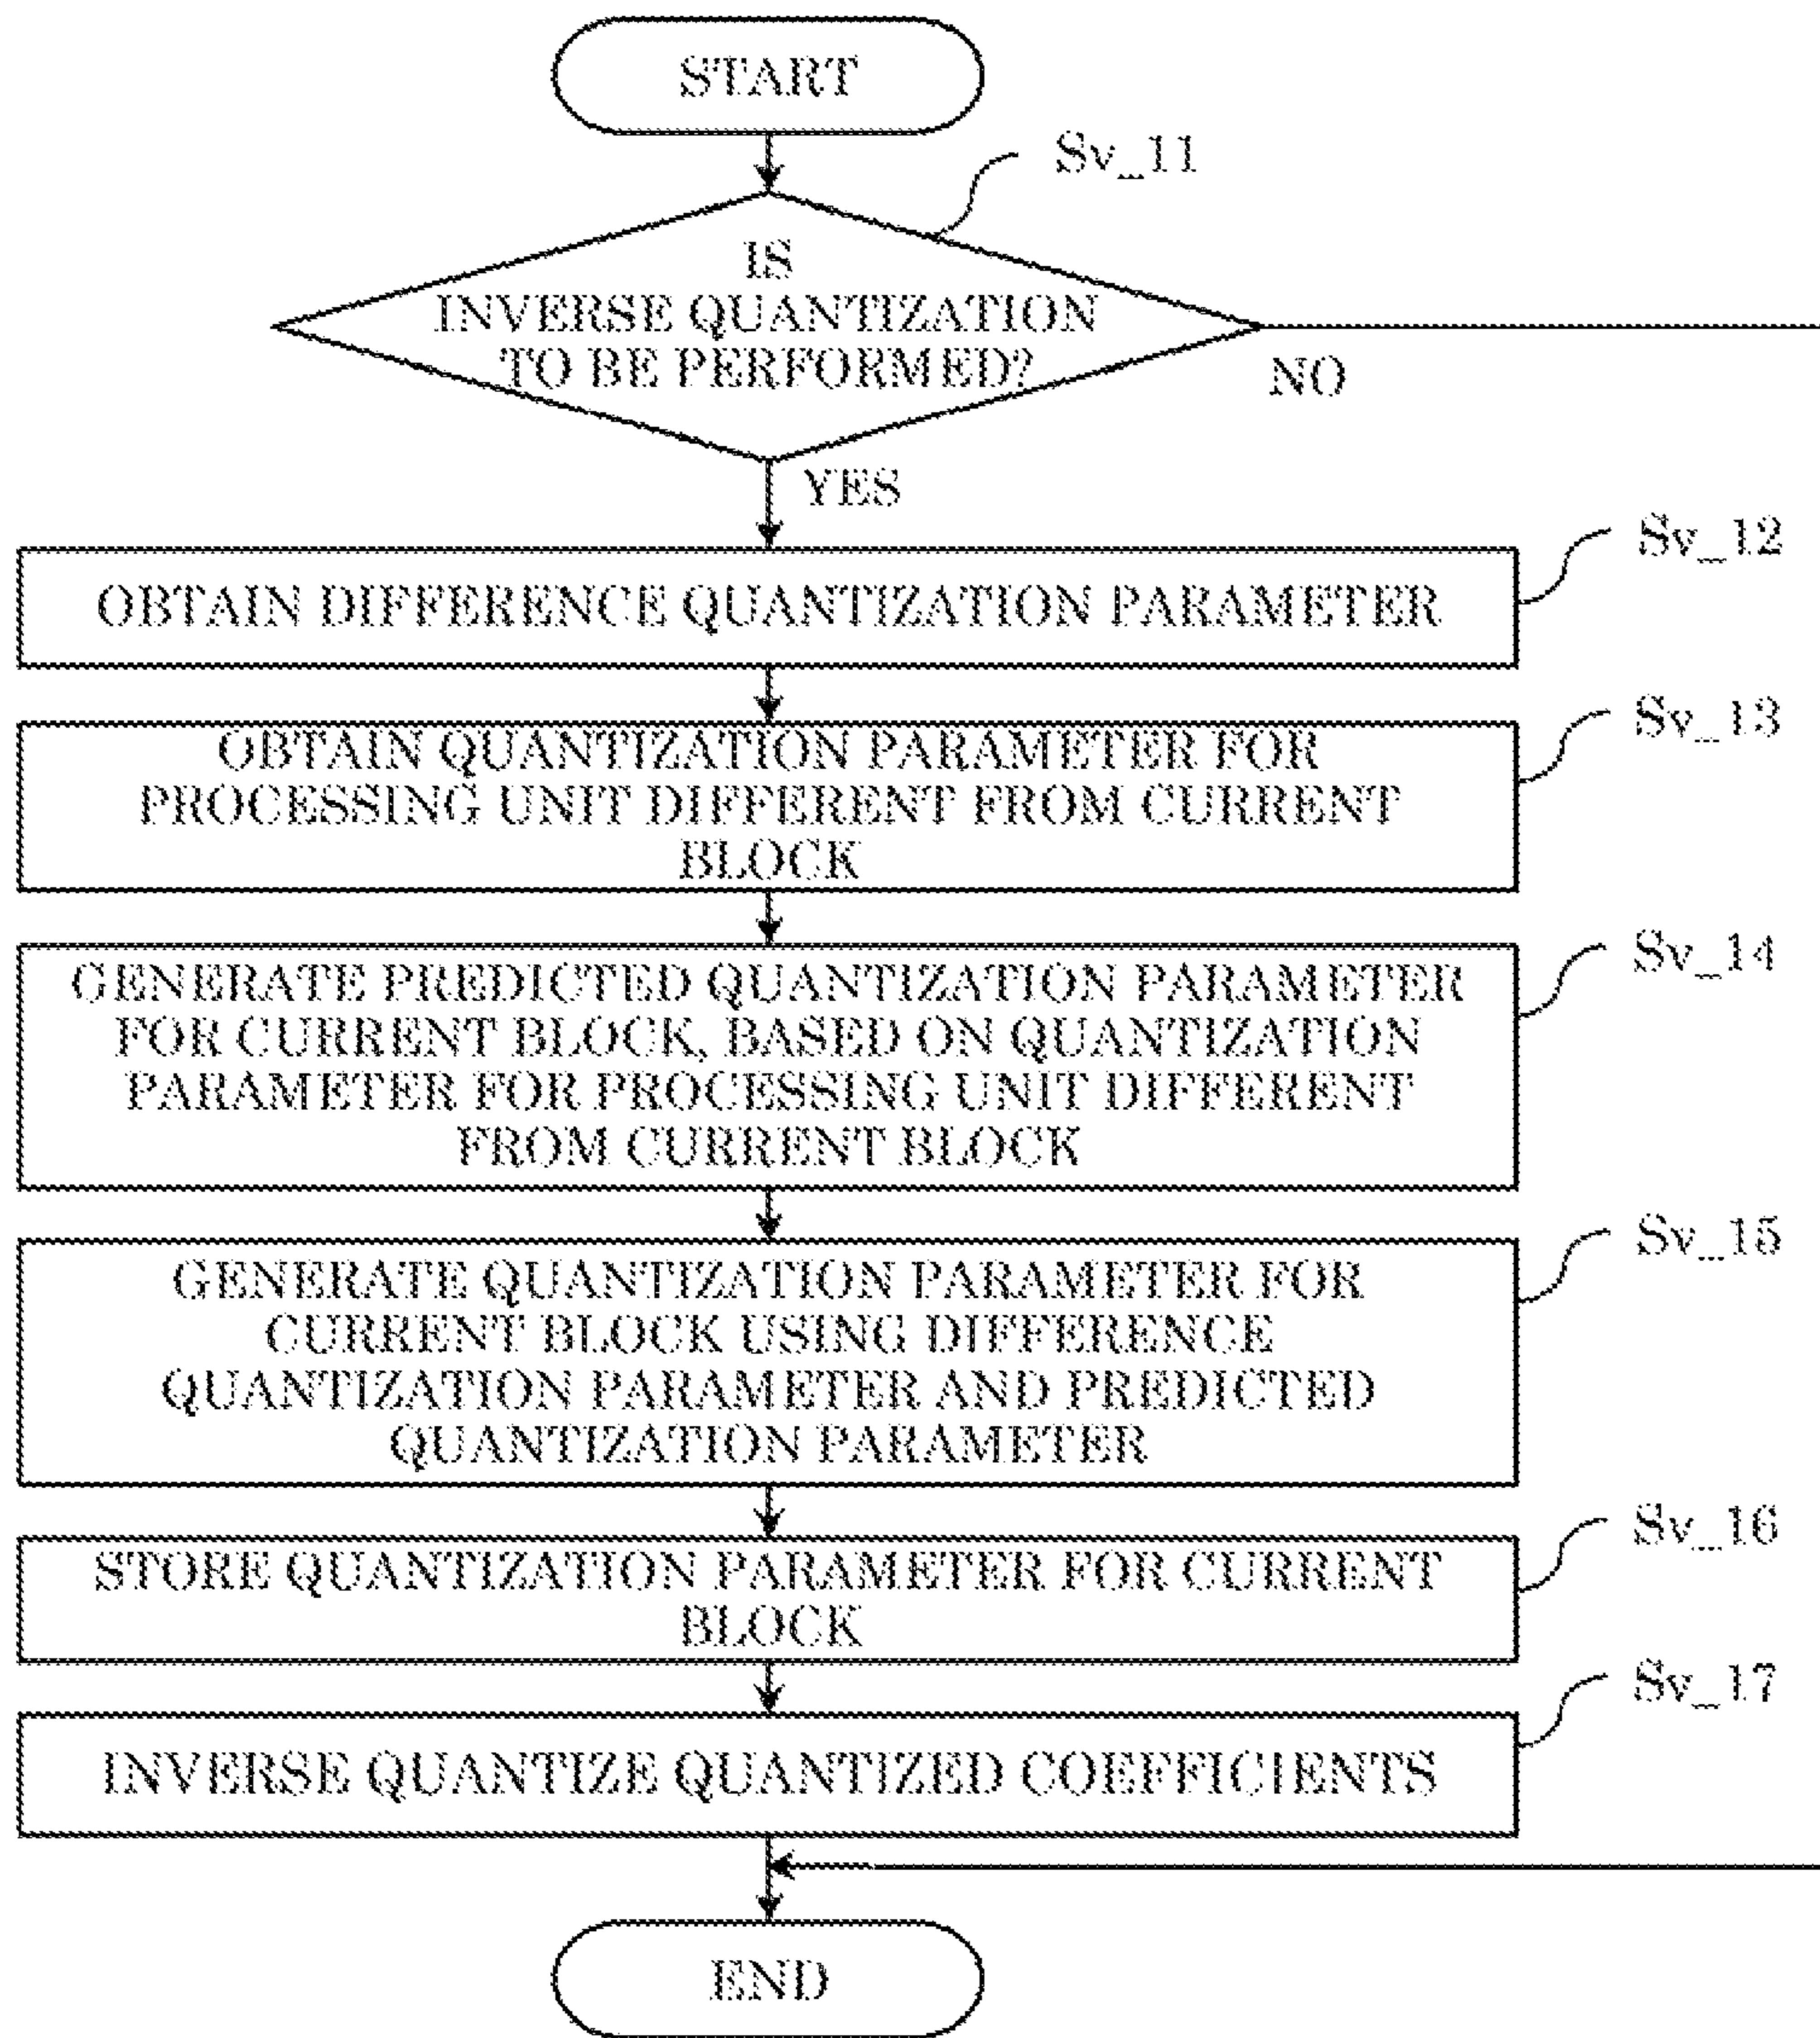 START
Sv_11
IS
INVERSE QUANTIZATION
TO BE PERFORMED?
NO
YES
Sv_12
OBTAIN DIFFERENCE QUANTIZATION PARAMETER
Sv_13
OBTAIN QUANTIZATION PARAMETER FOR
PROCESSING UNIT DIFFERENT FROM CURRENT
BLOCK
Sv_14
GENERATE PREDICTED QUANTIZATION PARAMETER
FOR CURRENT BLOCK, BASED ON QUANTIZATION
PARAMETER FOR PROCESSING UNIT DIFFERENT
FROM CURRENT BLOCK
Sv_15
GENERATE QUANTIZATION PARAMETER FOR
CURRENT BLOCK USING DIFFERENCE
QUANTIZATION PARAMETER AND PREDICTED
QUANTIZATION PARAMETER
Sv_16
STORE QUANTIZATION PARAMETER FOR CURRENT
BLOCK
Sv_17
INVERSE QUANTIZE QUANTIZED COEFFICIENTS
END